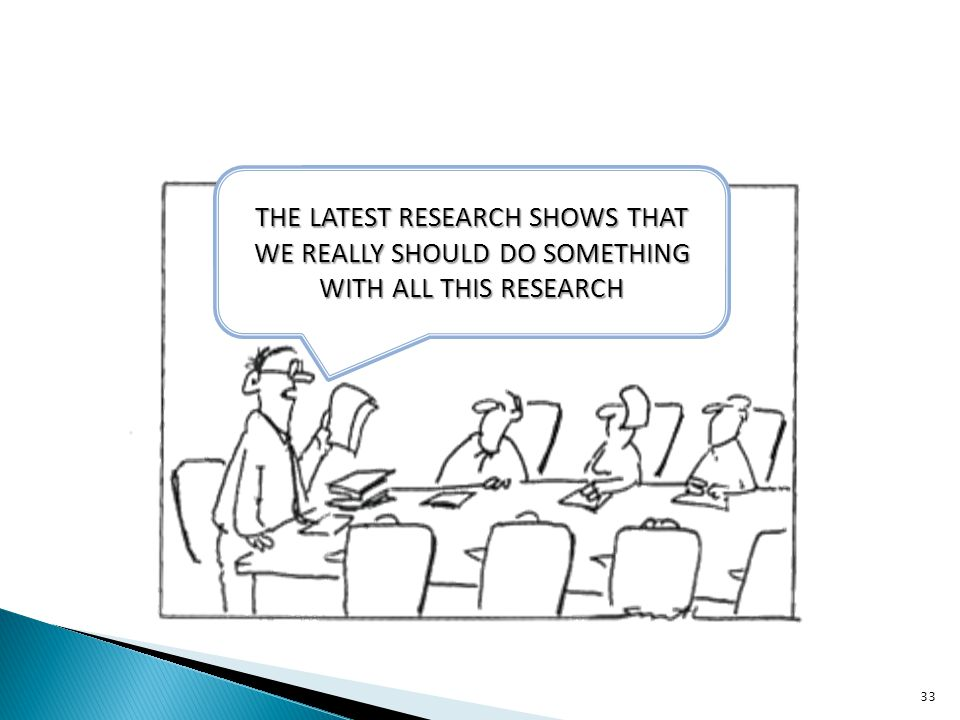 THE LATEST RESEARCH SHOWS THAT
WE REALLY SHOULD DO SOMETHING
WITH ALL THIS RESEARCH
33